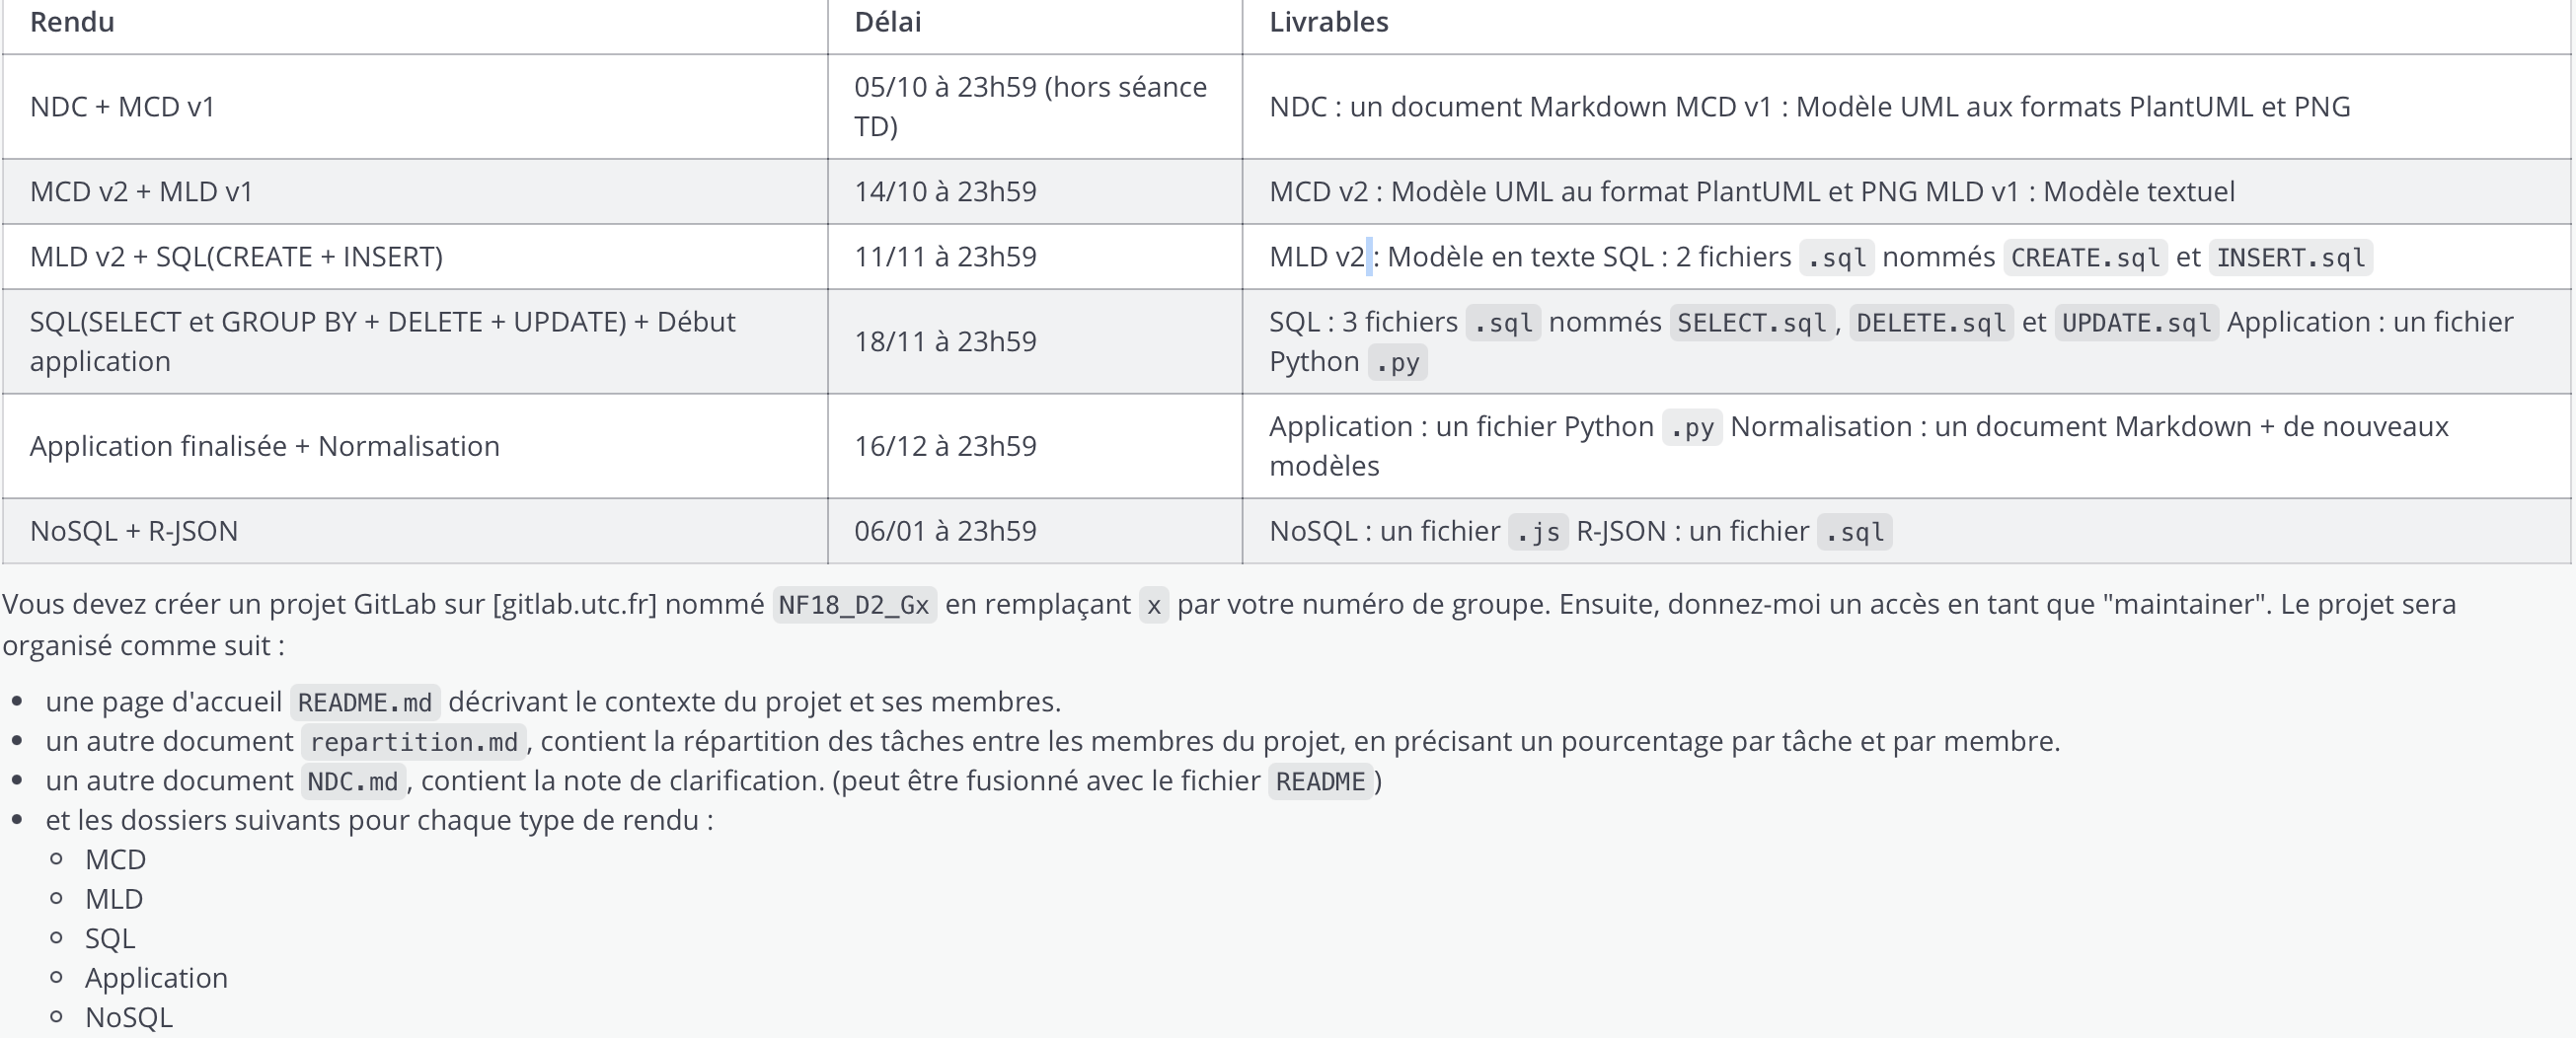 Rendu Délai Livrables
NDC + MCD v1
05/10 à 23h59 (hors séance
TD)
NDC : un document Markdown MCD v1 : Modèle UML aux formats PlantUML et PNG
MCD v2 + MLD v1 14/10 à 23h59 MCD v2 : Modèle UML au format PlantUML et PNG MLD v1 : Modèle textuel
MLD v2 + SQL(CREATE + INSERT) 11/11 à 23h59 MLD v2 : Modèle en texte SQL : 2 fichiers .sql nommés CREATE.sql et INSERT.sql
SQL(SELECT et GROUP BY + DELETE + UPDATE) + Début
application
18/11 à 23h59
SQL : 3 fichiers .sql nommés SELECT.sql, DELETE.sql et UPDATE.sql Application : un fichier
Python .py
Application finalisée + Normalisation
16/12 à 23h59
Application : un fichier Python .py Normalisation : un document Markdown + de nouveaux
modèles
NoSQL + R-JSON 06/01 à 23h59 NoSQL : un fichier .js R-JSON : un fichier .sql
Vous devez créer un projet GitLab sur [gitlab.utc.fr] nommé NF18_D2_Gx en remplaçant x par votre numéro de groupe. Ensuite, donnez-moi un accès en tant que "maintainer". Le projet sera
organisé comme suit :
• une page d'accueil README.md décrivant le contexte du projet et ses membres.
• un autre document repartition.md, contient la répartition des tâches entre les membres du projet, en précisant un pourcentage par tâche et par membre.
• un autre document NDC.md, contient la note de clarification. (peut être fusionné avec le fichier README)
• et les dossiers suivants pour chaque type de rendu :
MCD
MLD
SQL
Application
NoSQL